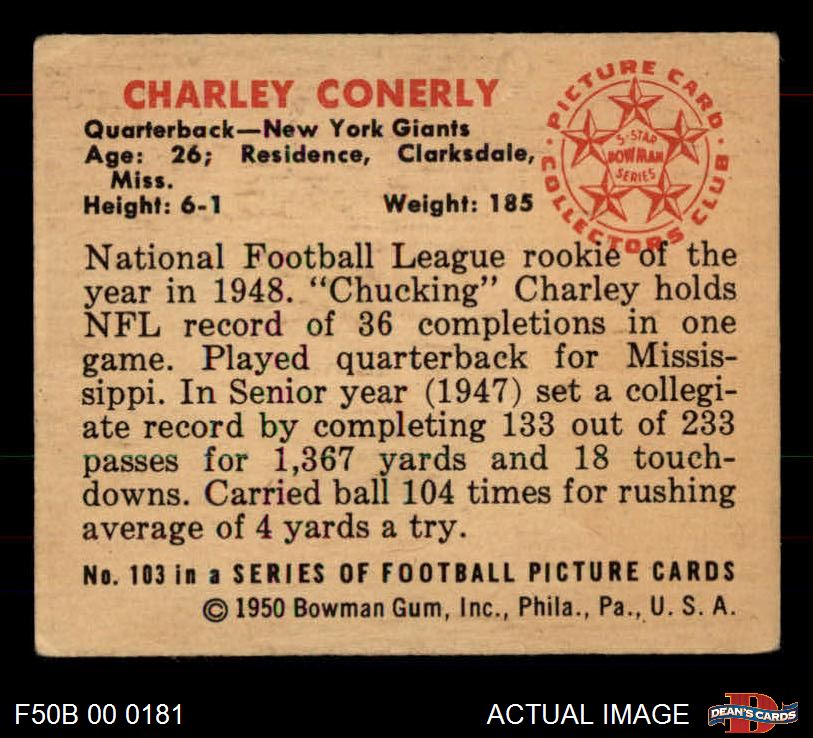 CHARLEY CONERLY
Quarterback—New York Giants
Age: 26; Residence, Clarksdale,
Miss.
Height: 6-1 Weight: 185
PICTURE CARD
COLLECTORS CLUB
5-STAR
BOWMAN
SERIES
National Football League rookie of the
year in 1948. "Chucking" Charley holds
NFL record of 36 completions in one
game. Played quarterback for Missis-
sippi. In Senior year (1947) set a collegi-
ate record by completing 133 out of 233
passes for 1,367 yards and 18 touch-
downs. Carried ball 104 times for rushing
average of 4 yards a try.
No. 103 in a SERIES OF FOOTBALL PICTURE CARDS
© 1950 Bowman Gum, Inc., Phila., Pa., U. S. A.
F50B 00 0181 ACTUAL IMAGE
D
DEAN'S CARDS